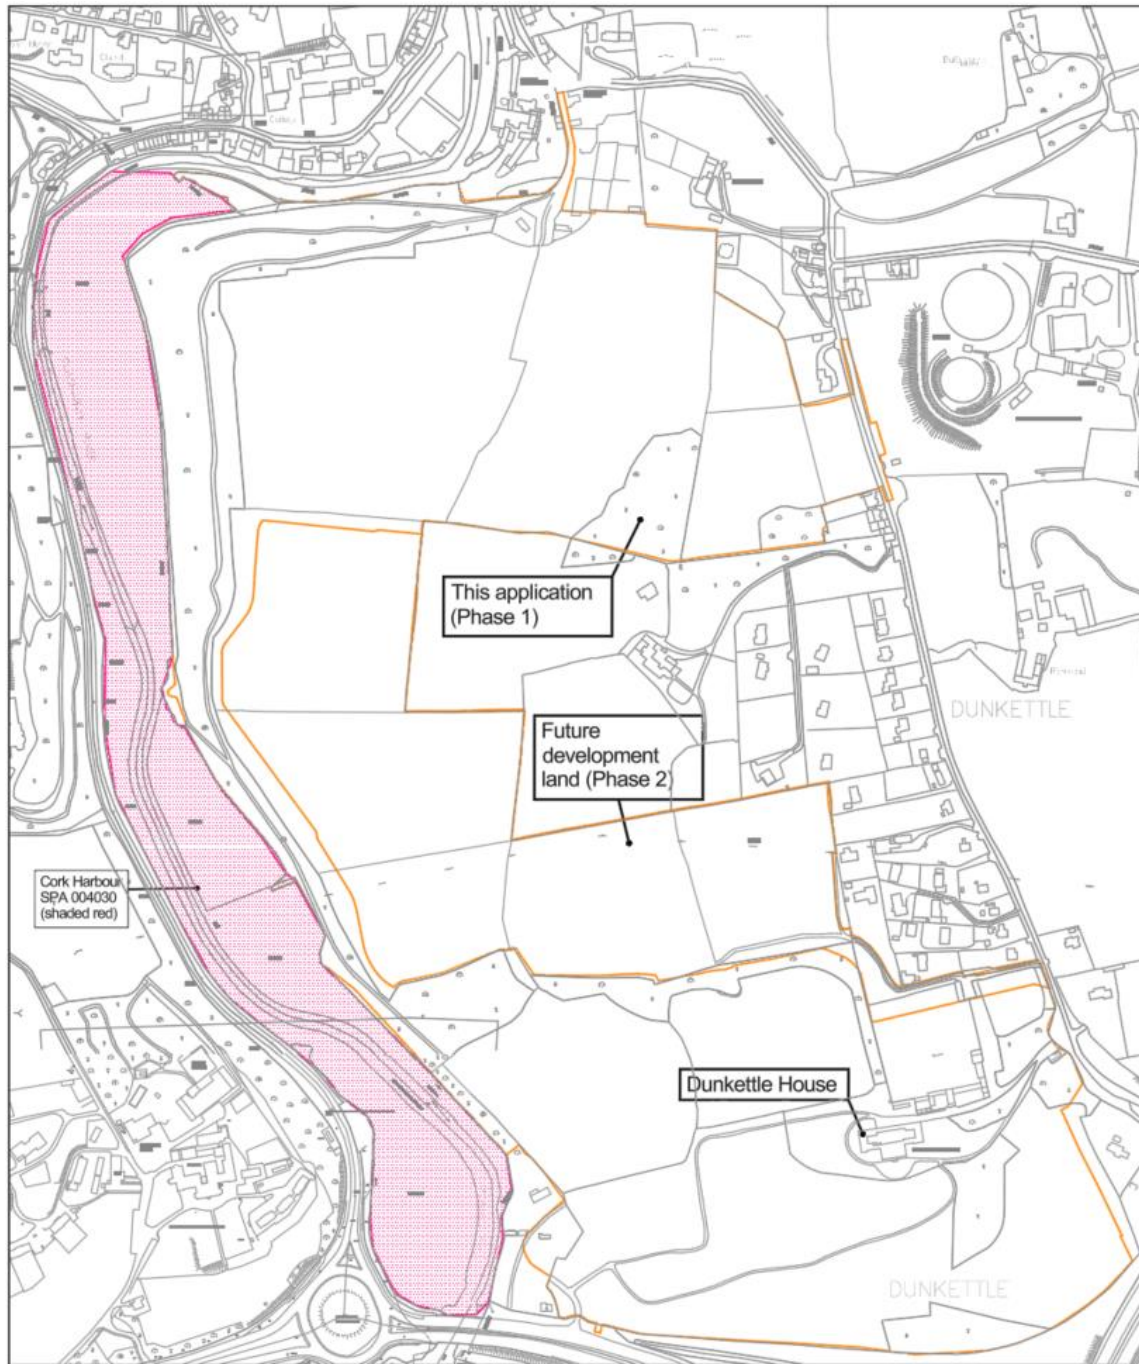 This application
(Phase 1)
DUNKETTLE
Future
development
land (Phase 2)
Cork Harbour
SPA 004030
(shaded red)
Dunkettle House
DUNKETTLE